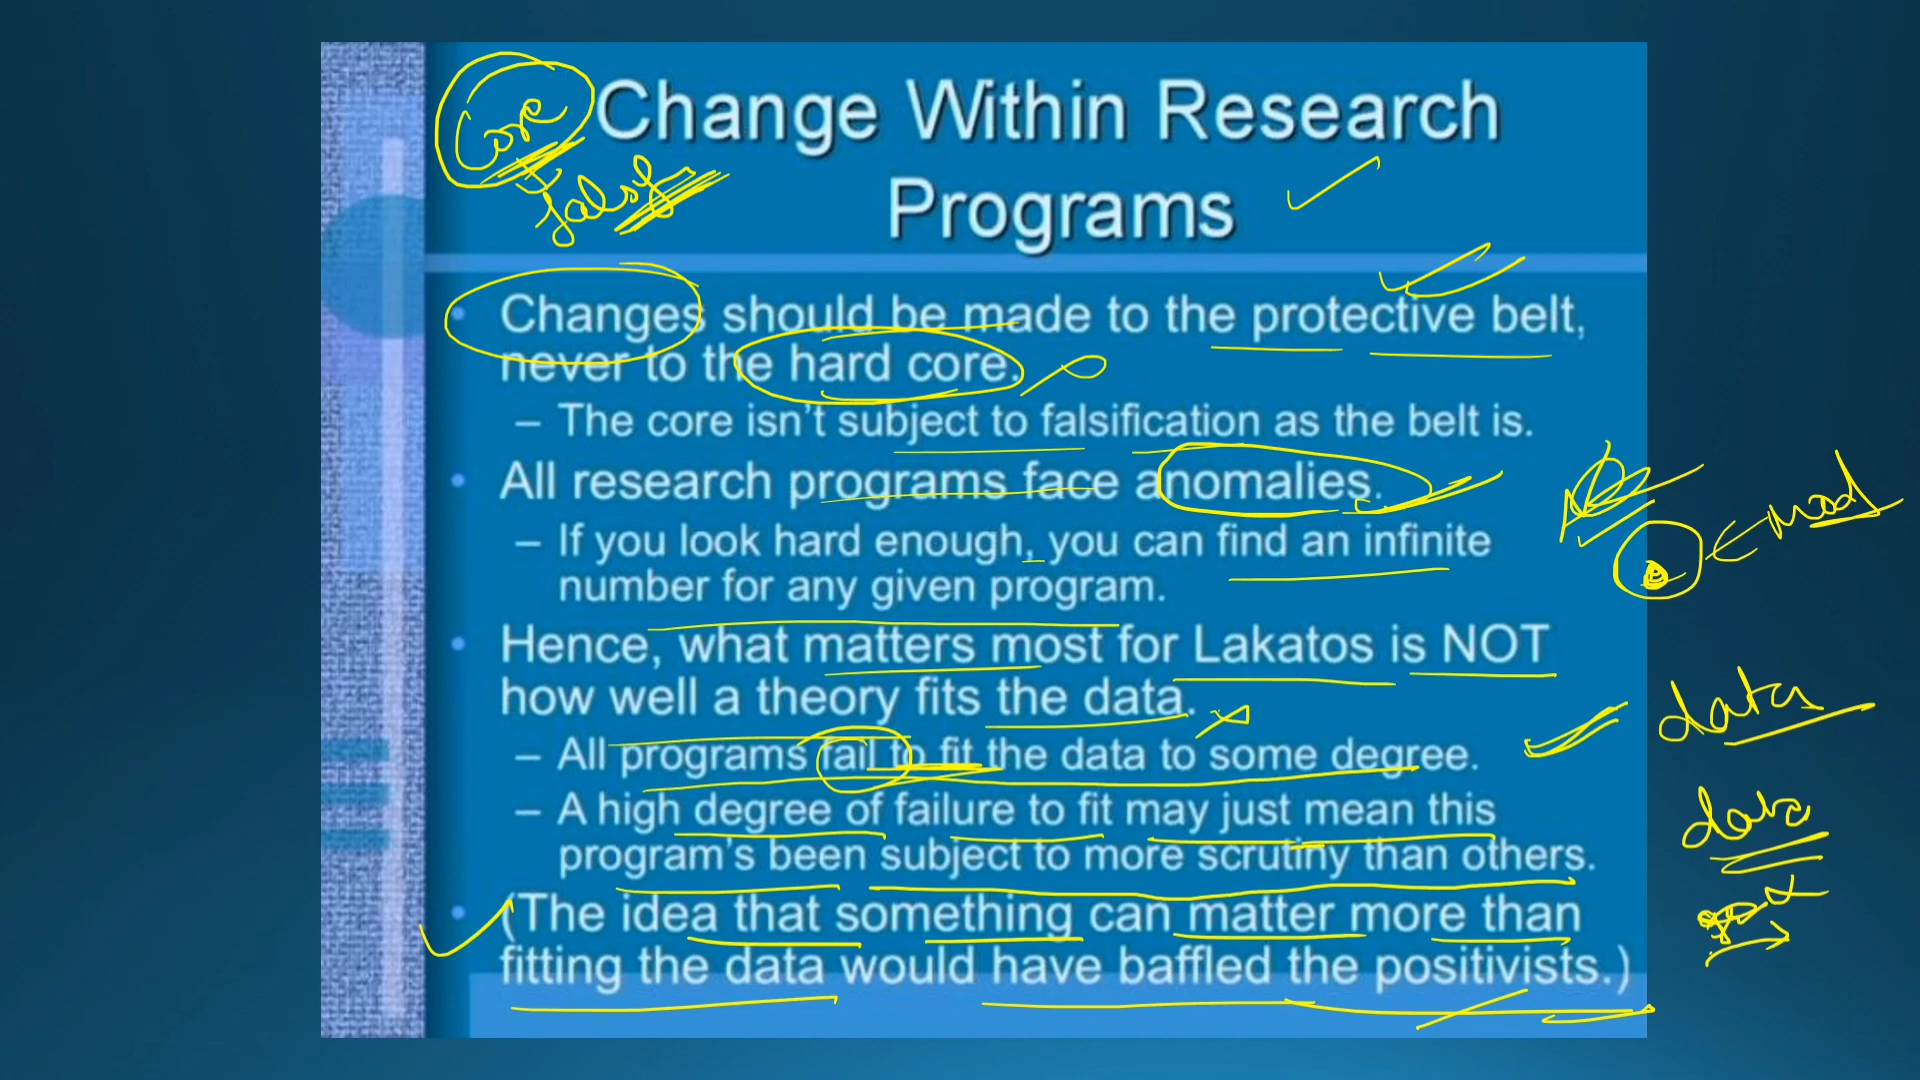 Core
falsf
Change Within Research
Programs
• Changes should be made to the protective belt,
never to the hard core.
– The core isn't subject to falsification as the belt is.
• All research programs face anomalies.
– If you look hard enough, you can find an infinite
number for any given program.
mod
• Hence, what matters most for Lakatos is NOT
how well a theory fits the data.
data
– All programs fail to fit the data to some degree.
– A high degree of failure to fit may just mean this
program's been subject to more scrutiny than others.
data
• (The idea that something can matter more than
fitting the data would have baffled the positivists.)